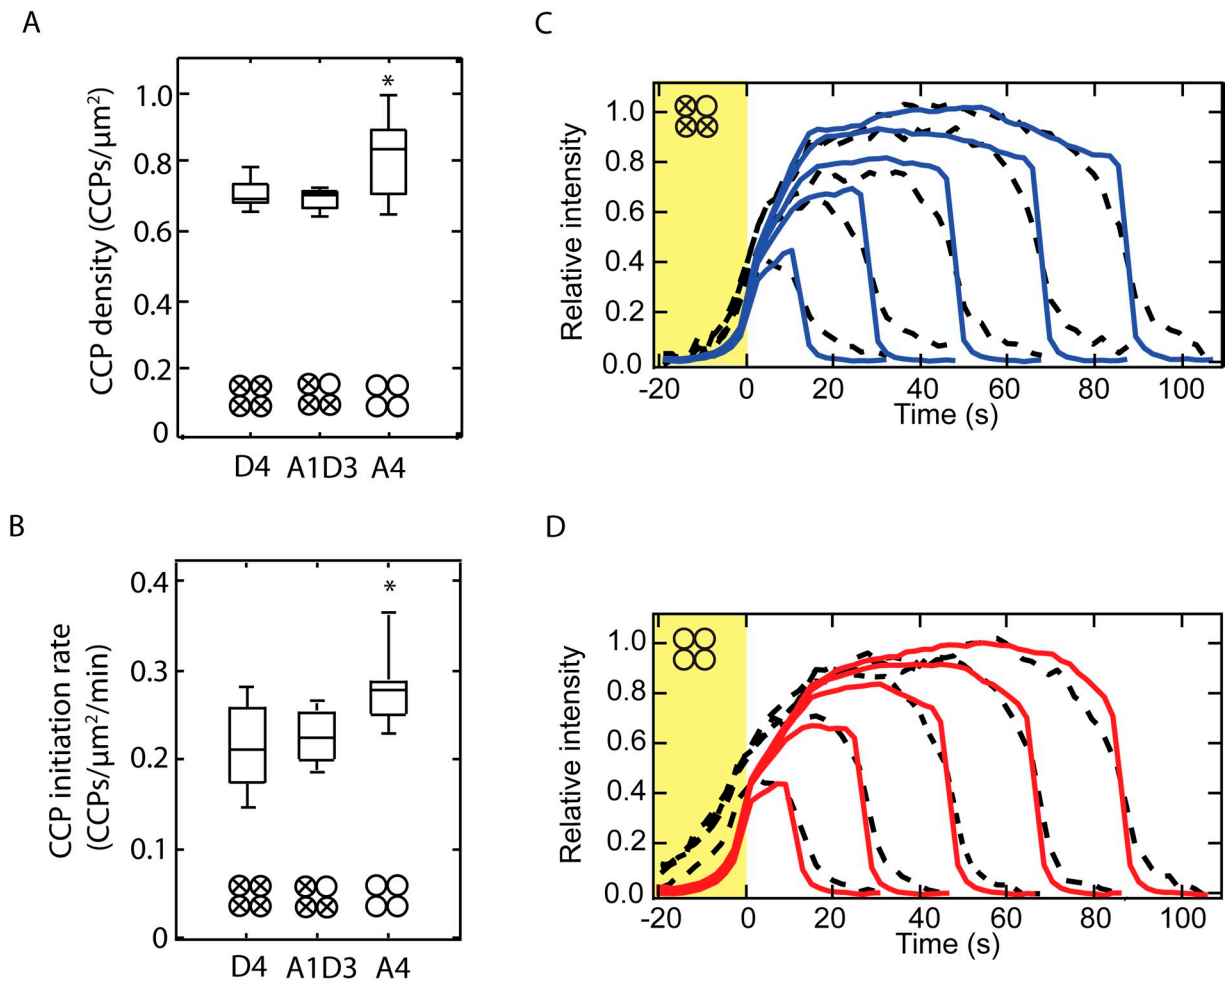 A
CCP density (CCPs/μm²)
1.0
0.8
0.6
0.4
0.2
0
*
D4 A1D3 A4
B
CCP initiation rate
(CCPs/μm²/min)
0.4
0.3
0.2
0.1
0
*
D4 A1D3 A4
C
Relative intensity
1.0
0.8
0.6
0.4
0.2
0.0
-20 0 20 40 60 80 100
Time (s)
D
Relative intensity
1.0
0.8
0.6
0.4
0.2
0.0
-20 0 20 40 60 80 100
Time (s)